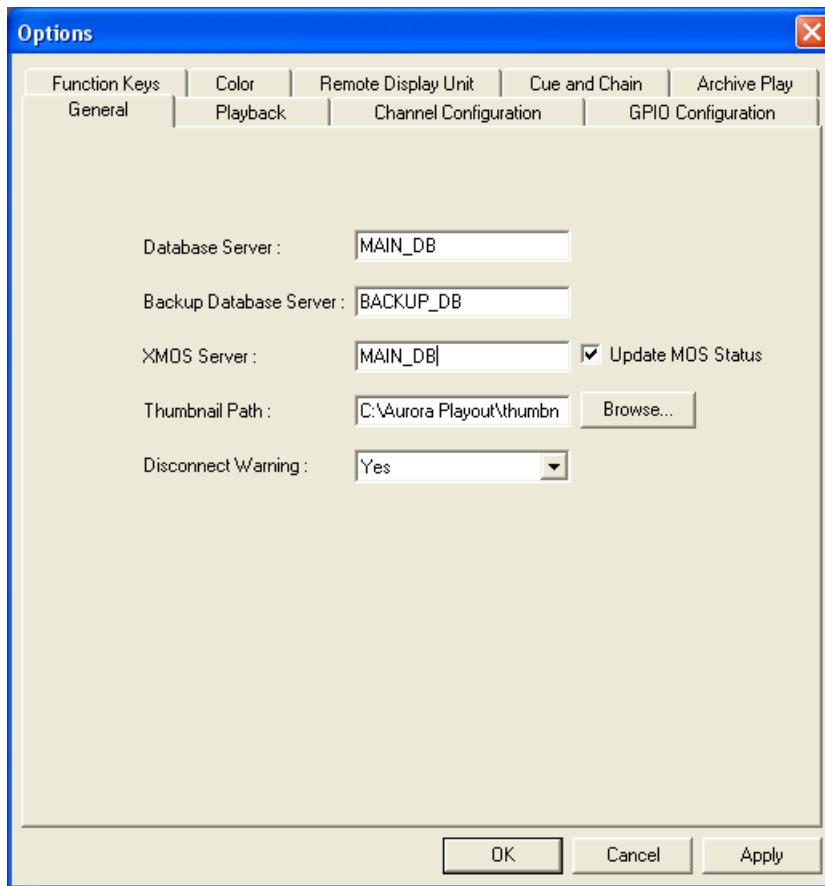 Options
Function Keys Color Remote Display Unit Cue and Chain Archive Play
General Playback Channel Configuration GPIO Configuration
Database Server : MAIN_DB
Backup Database Server : BACKUP_DB
XMOS Server : MAIN_DB Update MOS Status
Thumbnail Path : C:\Aurora Playout\thumbn Browse...
Disconnect Warning : Yes
OK Cancel Apply